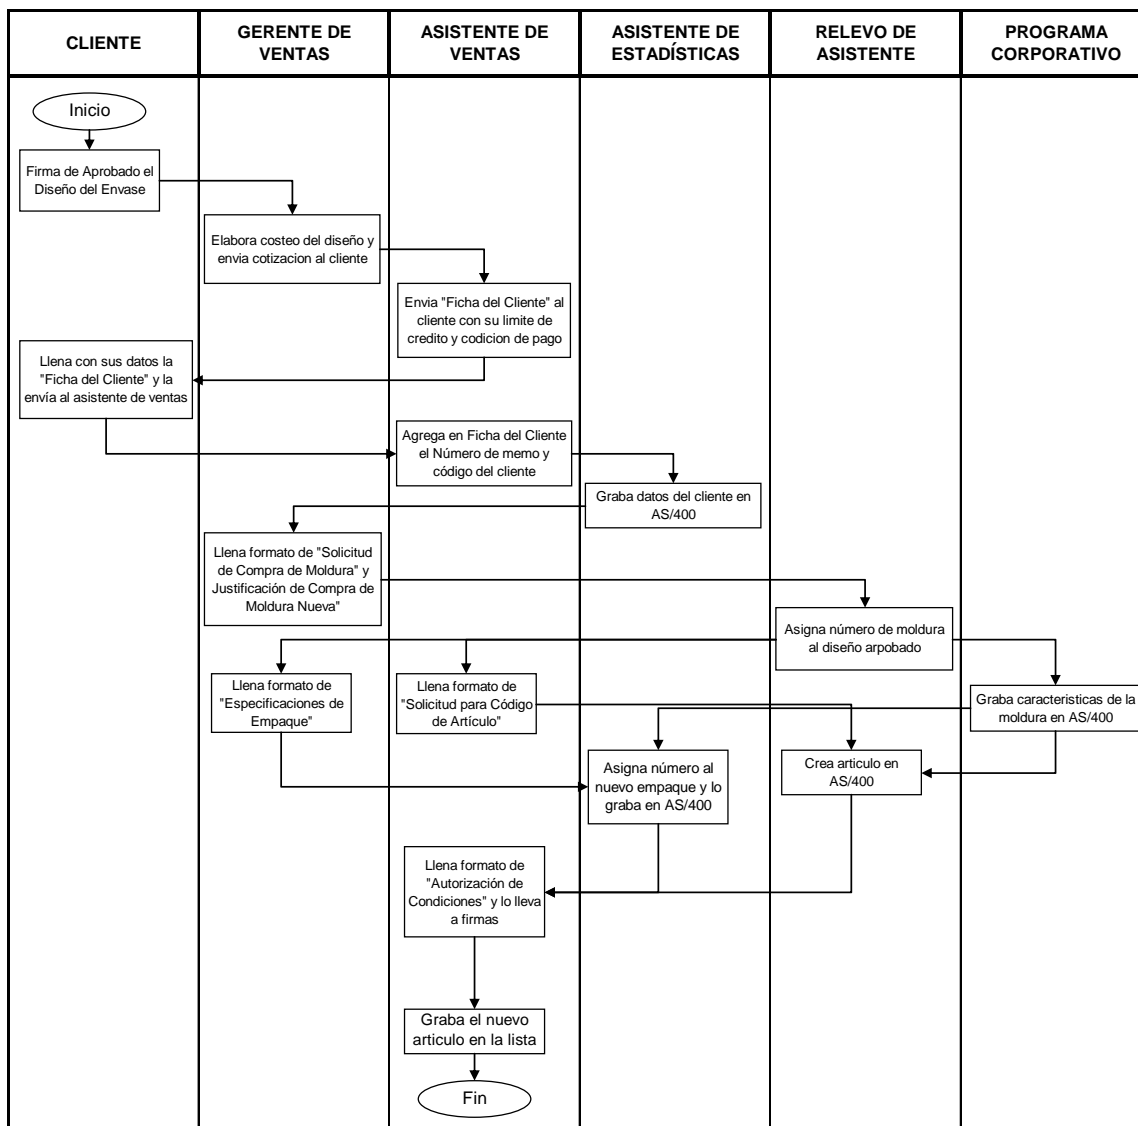 CLIENTE
GERENTE DE
VENTAS
ASISTENTE DE
VENTAS
ASISTENTE DE
ESTADÍSTICAS
RELEVO DE
ASISTENTE
PROGRAMA
CORPORATIVO
Inicio
Firma de Aprobado el
Diseño del Envase
Elabora costeo del diseño y
envia cotizacion al cliente
Envia "Ficha del Cliente" al
cliente con su limite de
credito y codicion de pago
Llena con sus datos la
"Ficha del Cliente" y la
envía al asistente de ventas
Agrega en Ficha del Cliente
el Número de memo y
código del cliente
Graba datos del cliente en
AS/400
Llena formato de "Solicitud
de Compra de Moldura" y
Justificación de Compra de
Moldura Nueva"
Asigna número de moldura
al diseño arpobado
Llena formato de
"Especificaciones de
Empaque"
Llena formato de
"Solicitud para Código
de Artículo"
Graba caracteristicas de la
moldura en AS/400
Asigna número al
nuevo empaque y lo
graba en AS/400
Crea articulo en
AS/400
Llena formato de
"Autorización de
Condiciones" y lo lleva
a firmas
Graba el nuevo
articulo en la lista
Fin